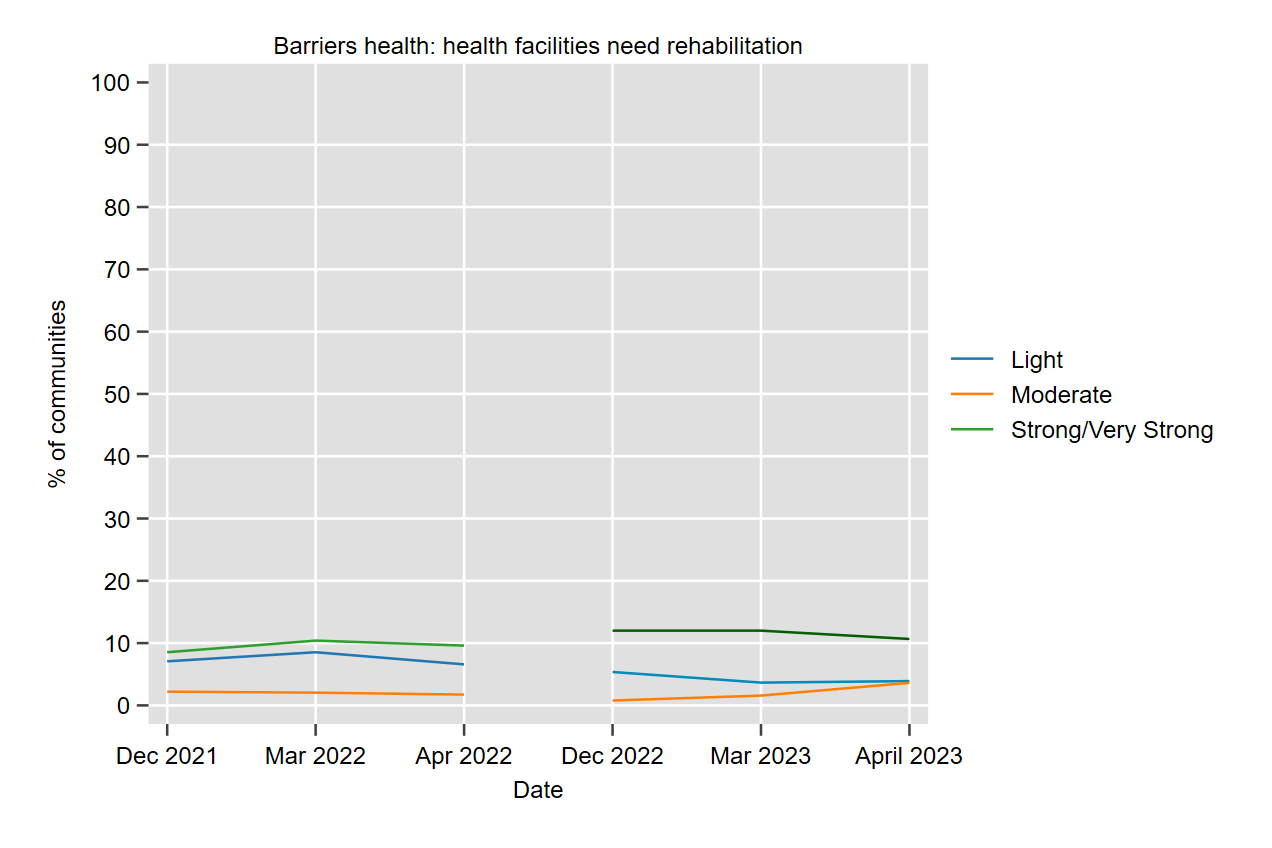 Barriers health: health facilities need rehabilitation
100
90
80
70
60
50
40
30
20
10
0
% of communities
Dec 2021 Mar 2022 Apr 2022 Dec 2022 Mar 2023 April 2023
Date
Light
Moderate
Strong/Very Strong